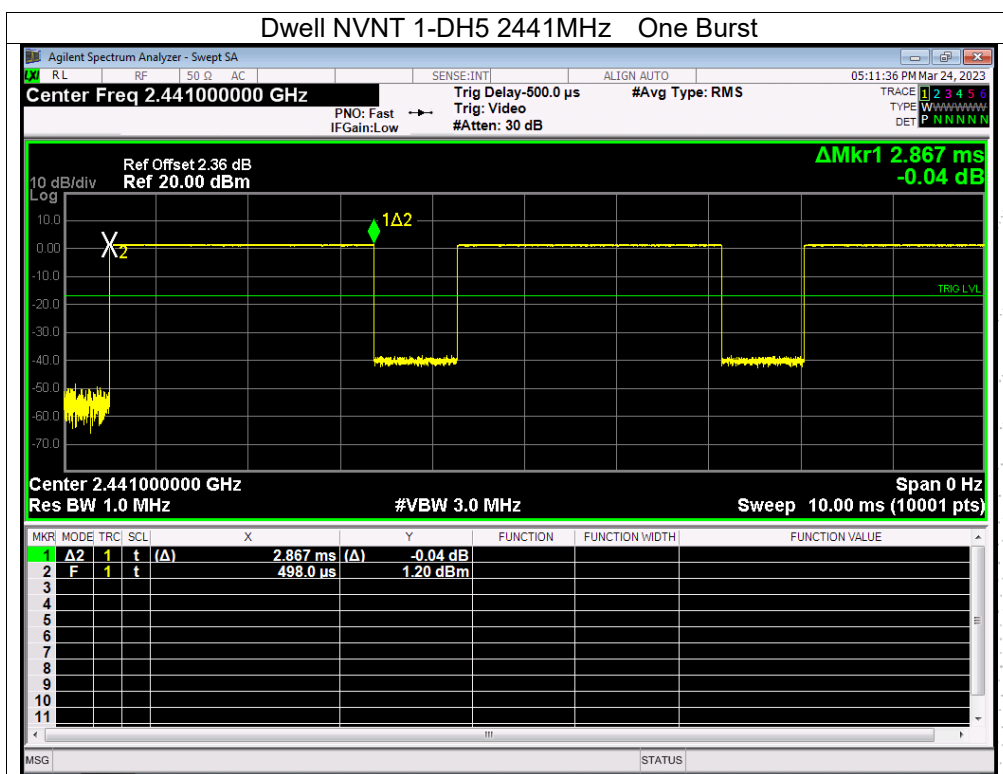 Dwell NVNT 1-DH5 2441MHz One Burst
Agilent Spectrum Analyzer - Swept SA
LXI RL RF 50 Ω AC SENSE:INT ALIGN AUTO 05:11:36 PM Mar 24, 2023
Center Freq 2.441000000 GHz
PNO: Fast
IFGain:Low
Trig Delay-500.0 µs
Trig: Video
#Atten: 30 dB
#Avg Type: RMS
TRACE 1 2 3 4 5 6
TYPE WWWWWW
DET P N N N N N
ΔMkr1 2.867 ms
-0.04 dB
Ref Offset 2.36 dB
10 dB/div Ref 20.00 dBm
Log
10.0
0.00
-10.0
-20.0
-30.0
-40.0
-50.0
-60.0
-70.0
1Δ2
2
TRIG LVL
Center 2.441000000 GHz Span 0 Hz
Res BW 1.0 MHz #VBW 3.0 MHz Sweep 10.00 ms (10001 pts)
MKR MODE TRC SCL X Y FUNCTION FUNCTION WIDTH FUNCTION VALUE
1 Δ2 1 t (Δ) 2.867 ms (Δ) -0.04 dB
2 F 1 t 498.0 µs 1.20 dBm
3
4
5
6
7
8
9
10
11
MSG STATUS